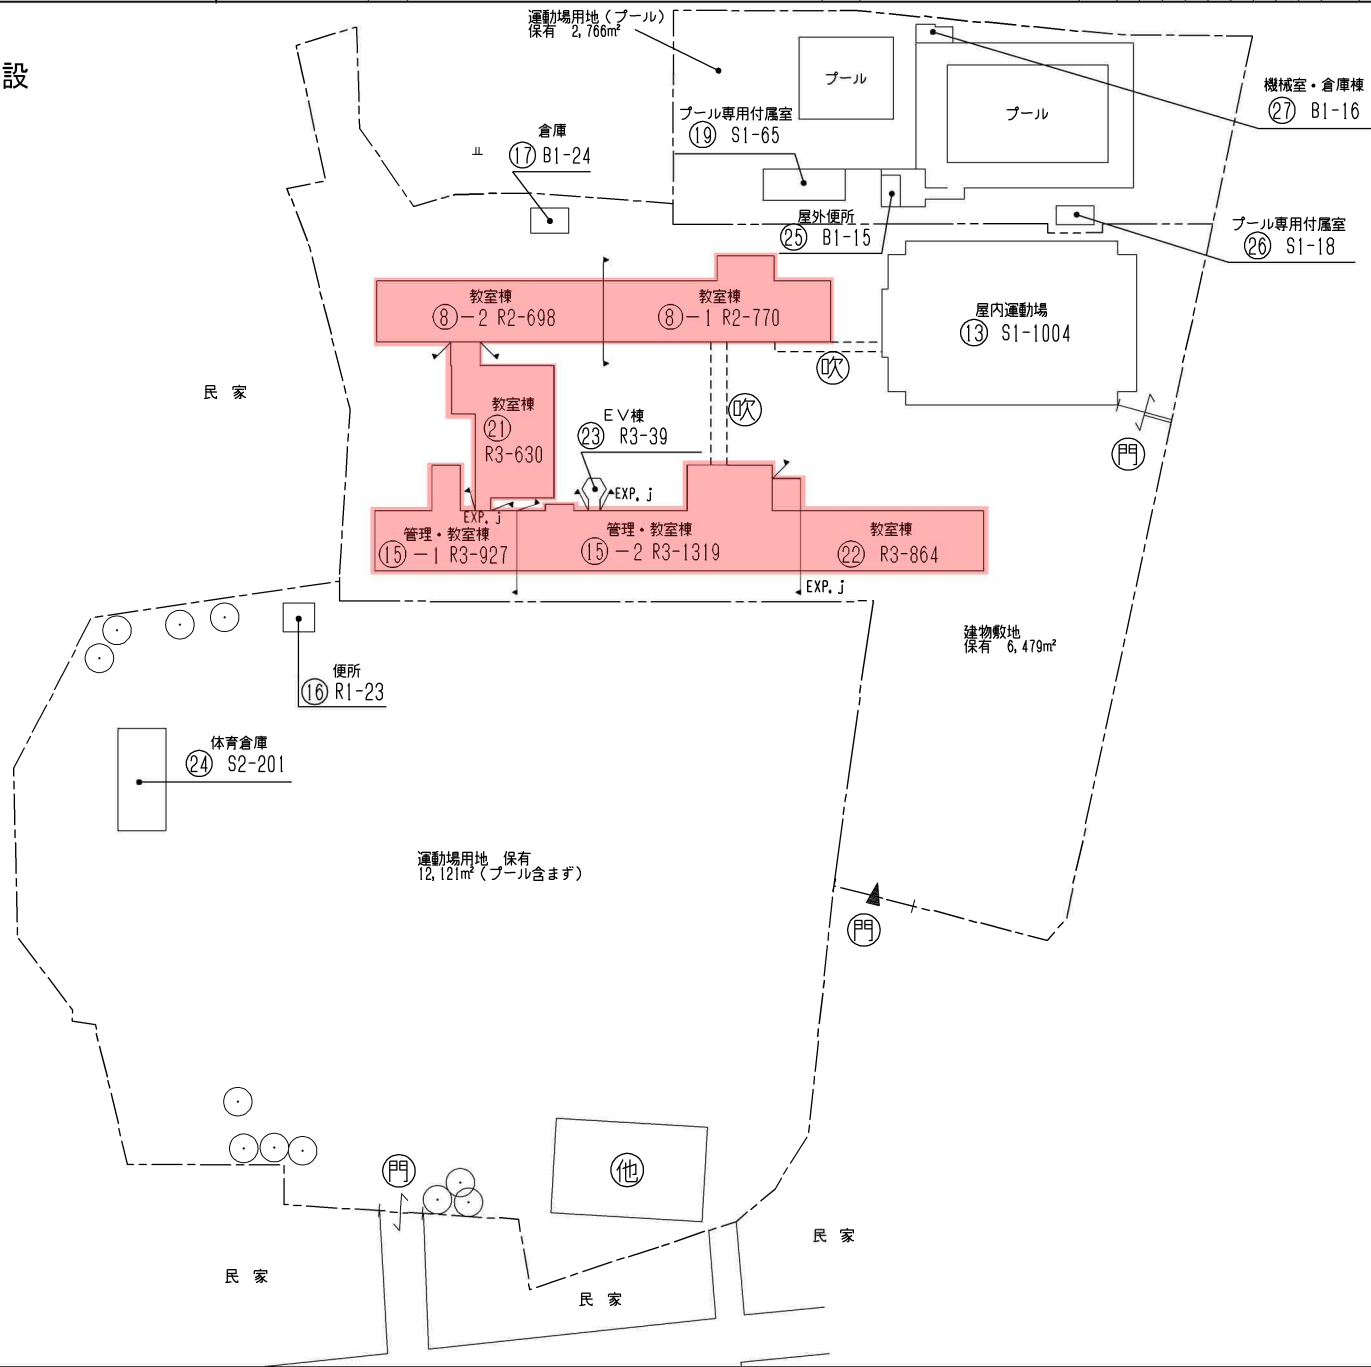 設
運動場用地（プール）
保有　2,766m²
プール
プール
機械室・倉庫棟
㉗ B1-16
プール専用付属室
⑲ S1-65
倉庫
⑰ B1-24
屋外便所
㉕ B1-15
プール専用付属室
㉖ S1-18
教室棟
⑧－2 R2-698
教室棟
⑧－1 R2-770
屋内運動場
⑬ S1-1004
吹
吹
民　家
教室棟
㉑
R3-630
EV棟
㉓ R3-39
EXP. j
門
EXP. j
管理・教室棟
⑮－1 R3-927
管理・教室棟
⑮－2 R3-1319
教室棟
㉒ R3-864
EXP. j
建物敷地
保有　6,479m²
便所
⑯ R1-23
体育倉庫
㉔ S2-201
運動場用地　保有
12,121m²（プール含まず）
門
門
他
民　家
民　家
民　家